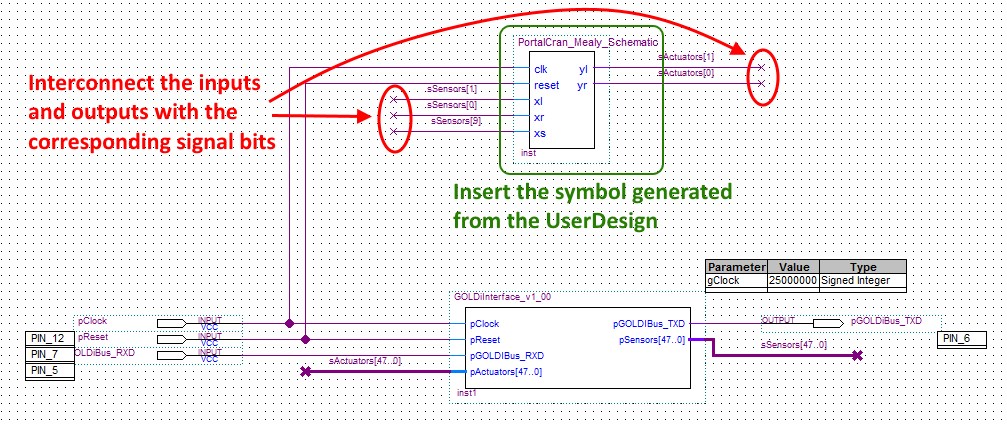 PortalCran_Mealy_Schematic
sActuators[1]
sActuators[0]
clk yl
reset yr
xl
xr
xs
sSensors[1]
sSensors[0]
sSensors[9]
inst
Interconnect the inputs
and outputs with the
corresponding signal bits
Insert the symbol generated
from the UserDesign
Parameter Value Type
gClock 25000000 Signed Integer
GOLDiInterface_v1_00
pClock INPUT VCC
pReset INPUT VCC
OLDiBus_RXD INPUT VCC
PIN_12
PIN_7
PIN_5
sActuators[47..0]
pClock pGOLDIBus_TXD
pReset pSensors[47..0]
pGOLDIBus_RXD
pActuators[47..0]
inst1
OUTPUT pGOLDIBus_TXD
sSensors[47..0]
PIN_6